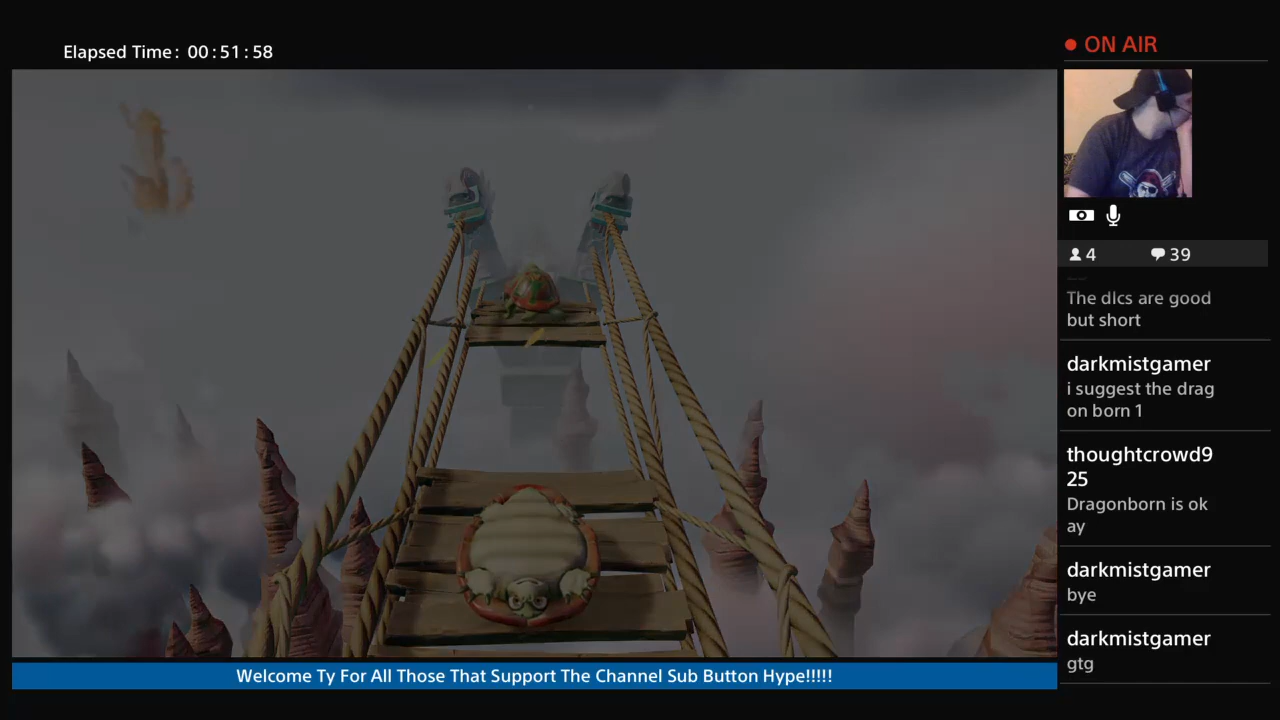 Elapsed Time: 00:51:58
ON AIR
4 39
The dlcs are good
but short
darkmistgamer
i suggest the drag
on born 1
thoughtcrowd9
25
Dragonborn is ok
ay
darkmistgamer
bye
darkmistgamer
gtg
Welcome Ty For All Those That Support The Channel Sub Button Hype!!!!!